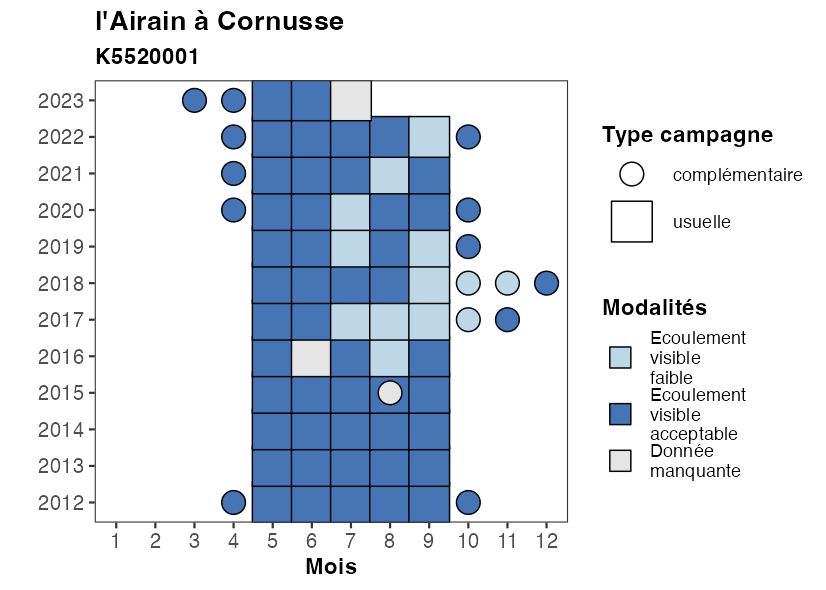 l'Airain à Cornusse
K5520001
2023
2022
2021
2020
2019
2018
2017
2016
2015
2014
2013
2012
1 2 3 4 5 6 7 8 9 10 11 12
Mois
Type campagne
complémentaire
usuelle
Modalités
Ecoulement
visible
faible
Ecoulement
visible
acceptable
Donnée
manquante